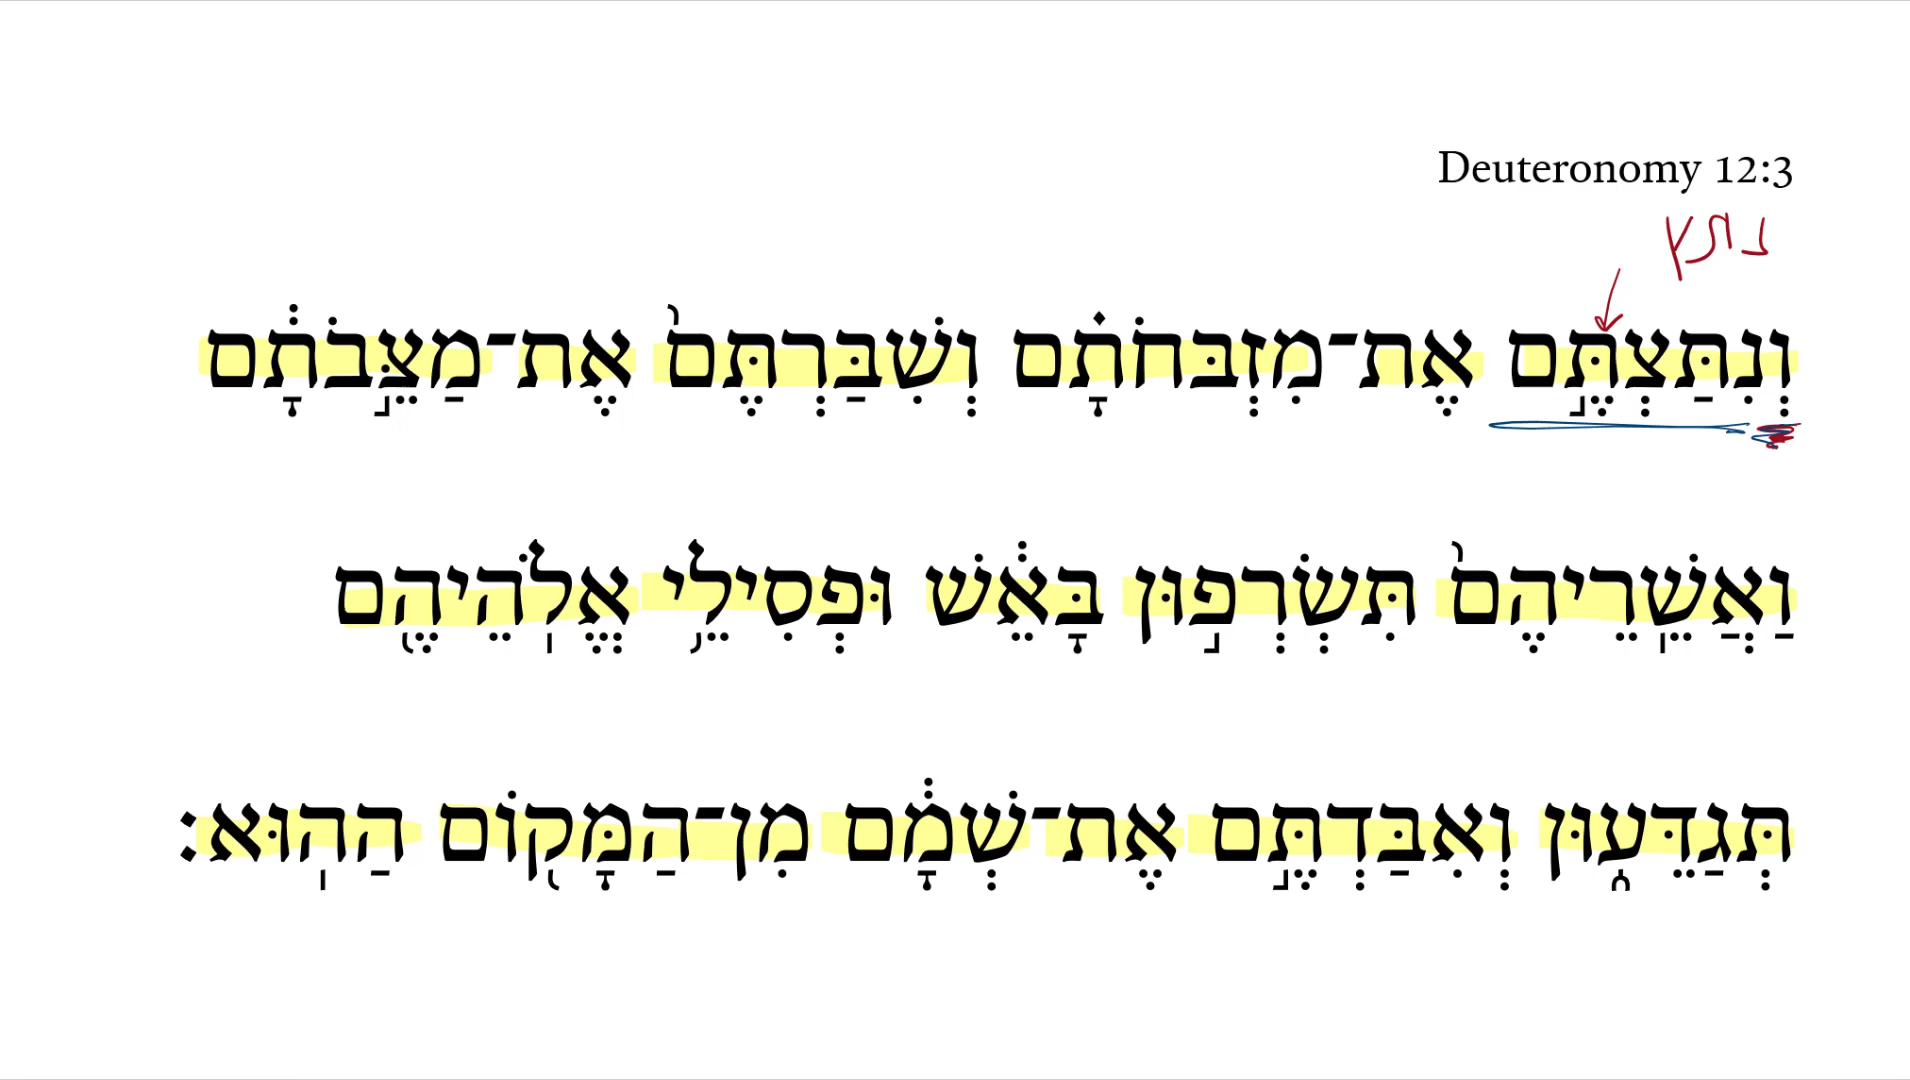 Deuteronomy 12:3
נתץ
וְנִתַּצְתֶּ֣ם אֶת־מִזְבְּחֹתָ֗ם וְשִׁבַּרְתֶּם֙ אֶת־מַצֵּ֣בֹתָ֔ם
וַאֲשֵֽׁרֵיהֶם֙ תִּשְׂרְפ֣וּן בָּאֵ֔שׁ וּפְסִילֵ֥י אֱלֹֽהֵיהֶ֖ם
תְּגַדֵּע֑וּן וְאִבַּדְתֶּ֣ם אֶת־שְׁמָ֔ם מִן־הַמָּק֖וֹם הַהֽוּא׃